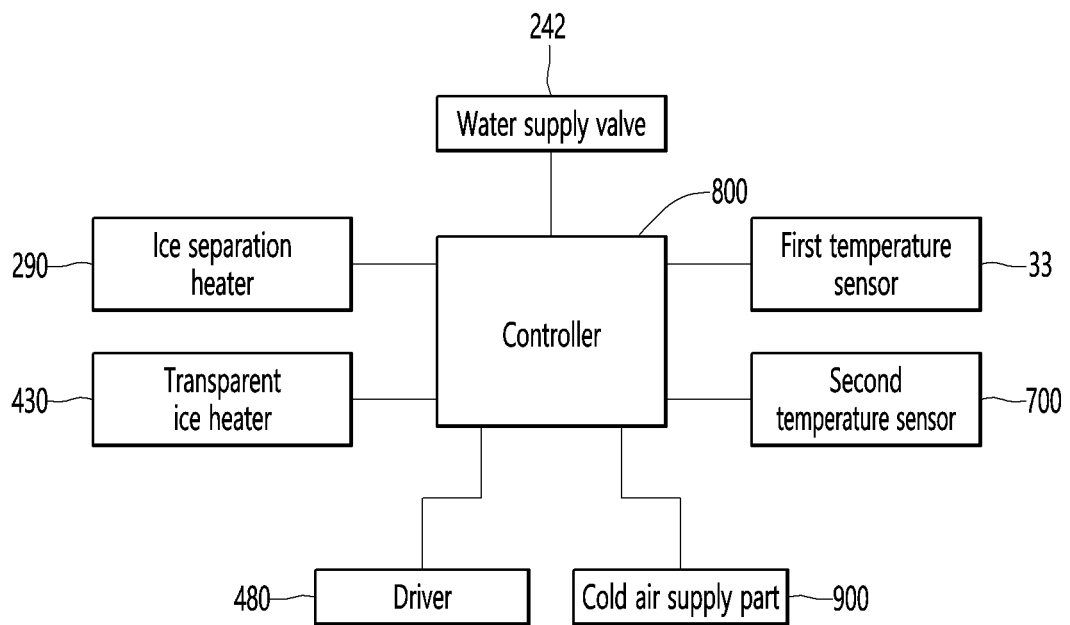 242
Water supply valve
800
Ice separation
heater
290
First temperature
sensor
33
Controller
Transparent
ice heater
430
Second
temperature sensor
700
Driver
480
Cold air supply part
900